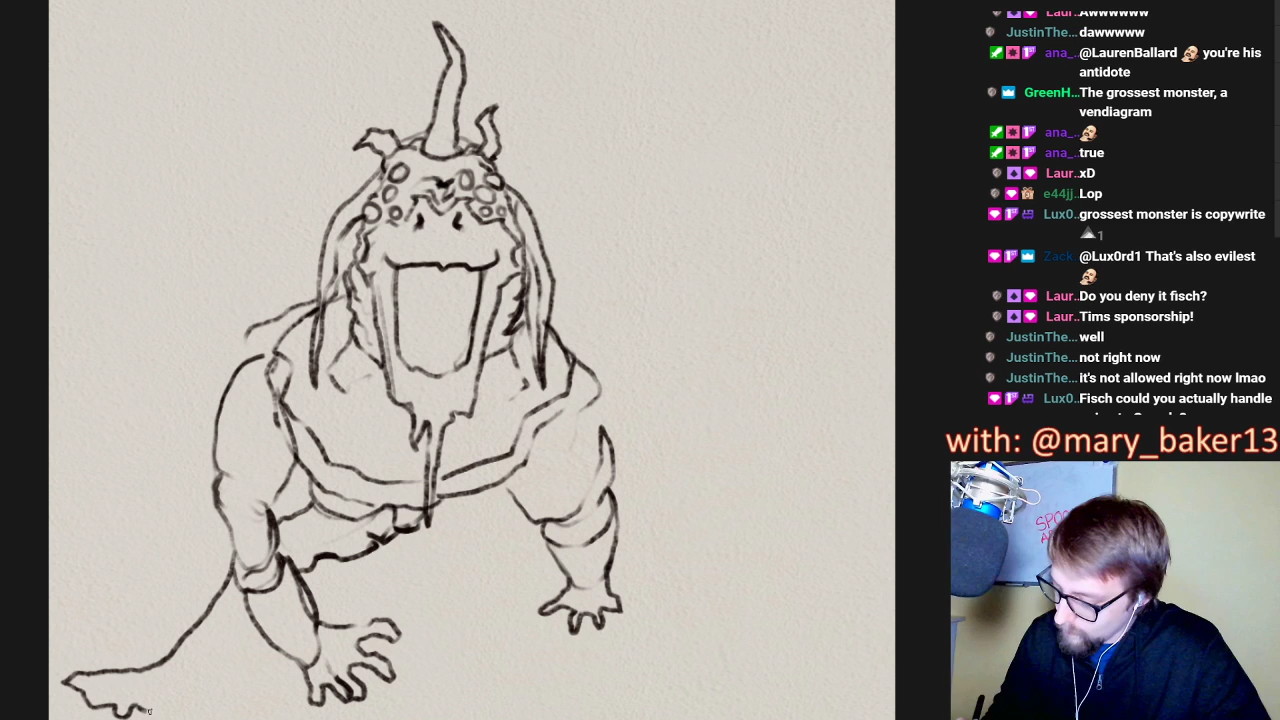 Laur.. Awwwwww
JustinThe... dawwwww
ana_.. @LaurenBallard you're his
antidote
GreenH... The grossest monster, a
vendiagram
ana_..
ana_.. true
Laur.. xD
e44jj.. Lop
Lux0.. grossest monster is copywrite
1
Zack @Lux0rd1 That's also evilest
Laur.. Do you deny it fisch?
Laur.. Tims sponsorship!
JustinThe... well
JustinThe... not right now
JustinThe... it's not allowed right now lmao
Lux0.. Fisch could you actually handle
with: @mary_baker13